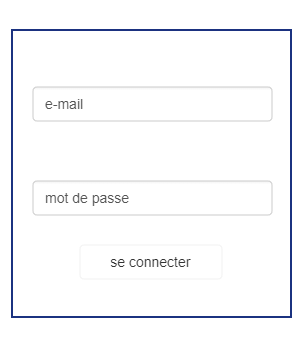 e-mail
mot de passe
se connecter